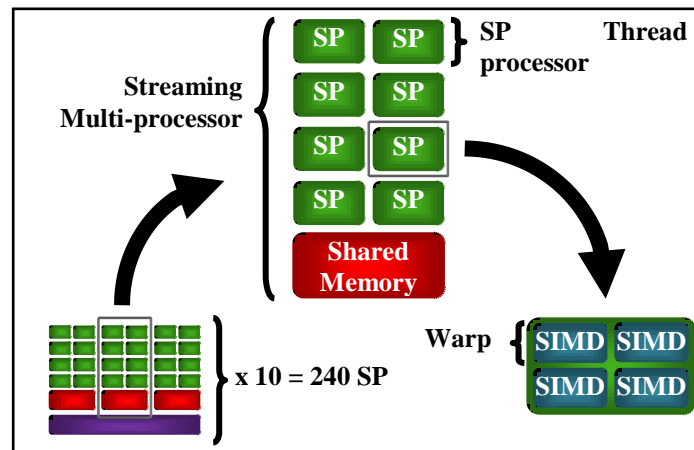 SP SP
SP Thread
processor
Streaming
Multi-processor
SP SP
SP SP
SP SP
Shared
Memory
x 10 = 240 SP
Warp
SIMD SIMD
SIMD SIMD